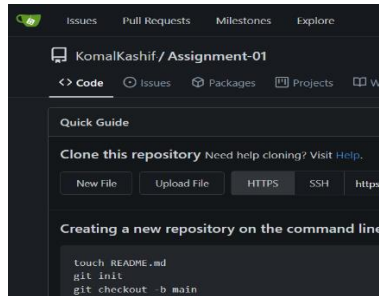 Issues Pull Requests Milestones Explore
KomalKashif / Assignment-01
<> Code Issues Packages Projects W
Quick Guide
Clone this repository Need help cloning? Visit Help.
New File Upload File HTTPS SSH https
Creating a new repository on the command line
touch README.md
git init
git checkout -b main